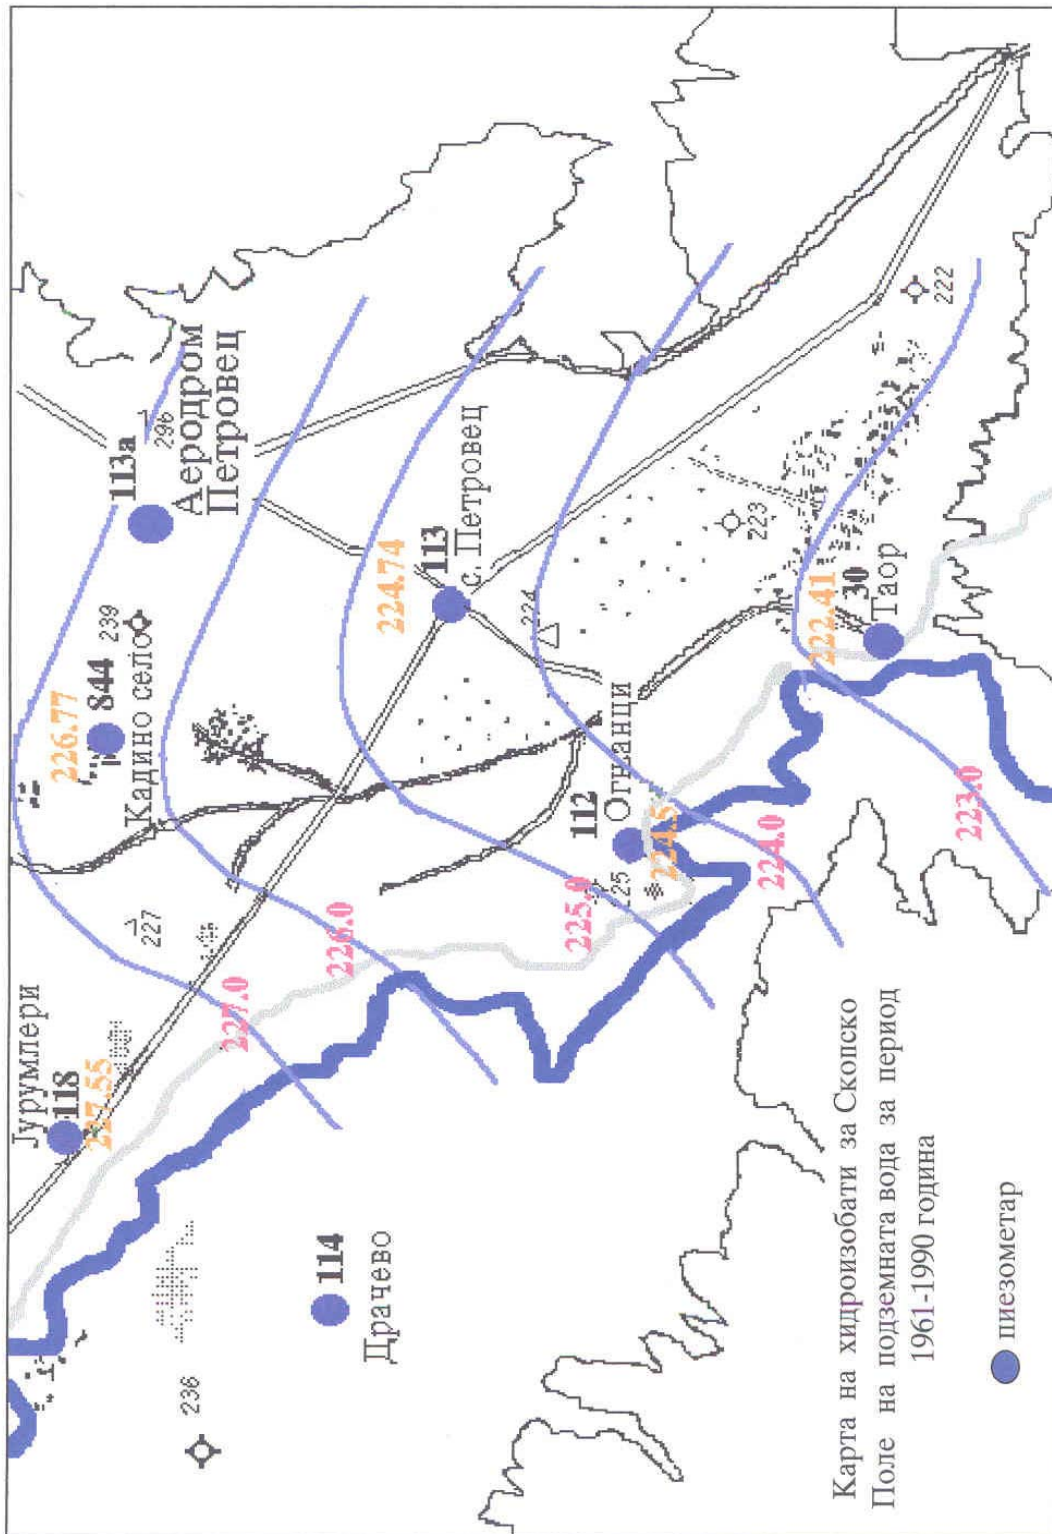 Јурумлери
118
227.55
227
227.0
226.77
844
Кадино село
239
113a
296
Аеродром
Петровец
226.0
224.74
113
с. Петровец
236
114
Драчево
225.0
112
Огњанци
224.5
224
224.0
223
222.41
30
Таор
222
223.0
Карта на хидроизобати за Скопско
Поле на подземната вода за период
1961-1990 година
пиезометар